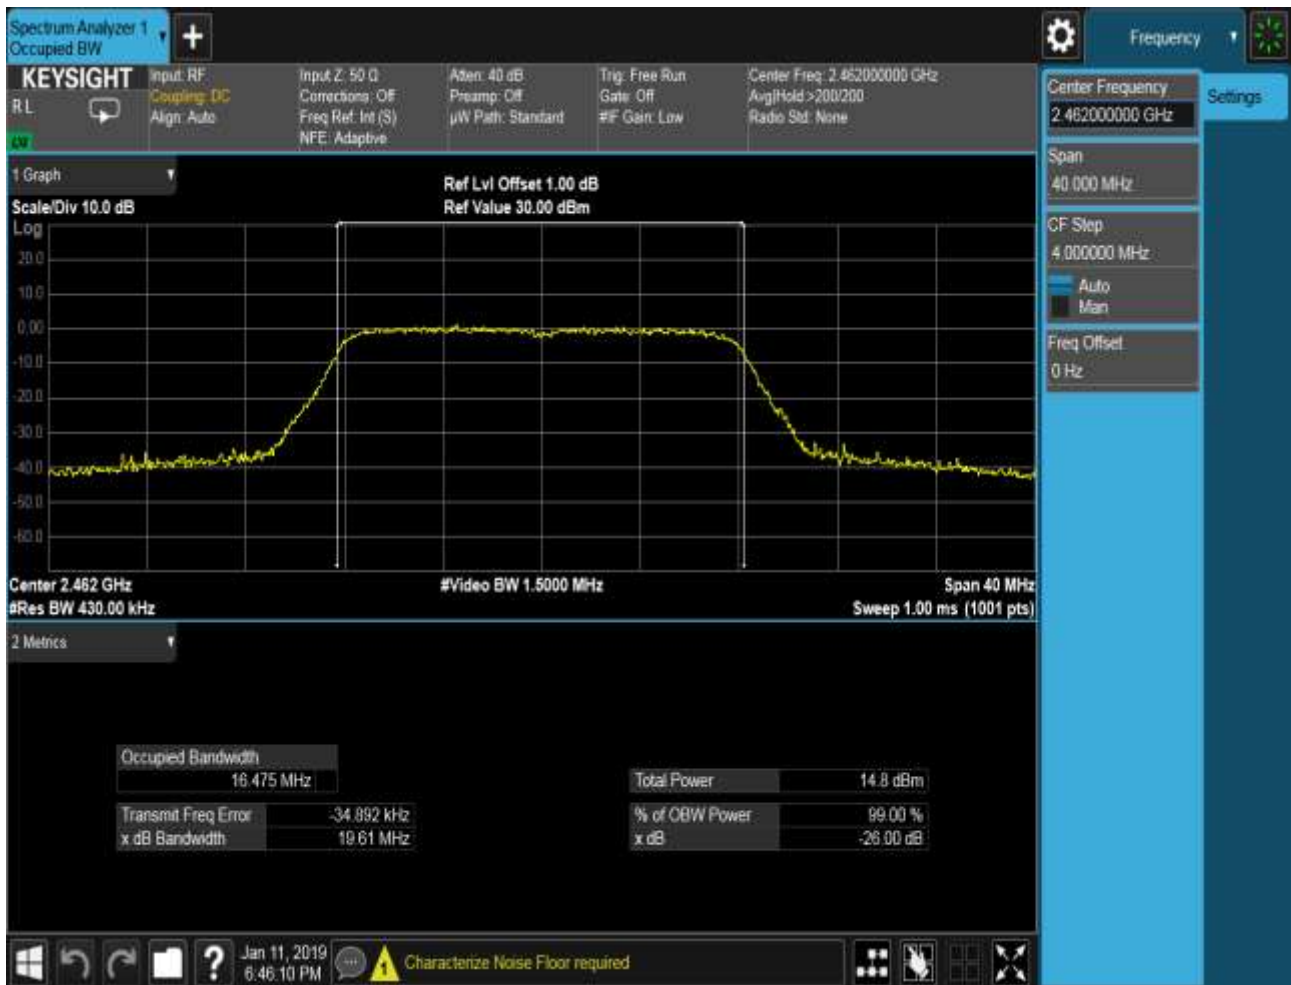 Spectrum Analyzer 1
Occupied BW
+
Frequency
KEYSIGHT
R L
Input: RF
Coupling: DC
Align: Auto
Input Z: 50 Ω
Corrections: Off
Freq Ref: Int (S)
NFE: Adaptive
Atten: 40 dB
Preamp: Off
µW Path: Standard
Trig: Free Run
Gate: Off
#IF Gain: Low
Center Freq: 2.462000000 GHz
Avg|Hold >200/200
Radio Std: None
Center Frequency
2.462000000 GHz
Settings
Span
40.000 MHz
CF Step
4.000000 MHz
Auto
Man
Freq Offset
0 Hz
1 Graph
Scale/Div 10.0 dB
Ref Lvl Offset 1.00 dB
Ref Value 30.00 dBm
Log
20.0
10.0
0.00
-10.0
-20.0
-30.0
-40.0
-50.0
-60.0
Center 2.462 GHz
#Video BW 1.5000 MHz
Span 40 MHz
#Res BW 430.00 kHz
Sweep 1.00 ms (1001 pts)
2 Metrics
Occupied Bandwidth
16.475 MHz
Total Power 14.8 dBm
Transmit Freq Error -34.892 kHz
% of OBW Power 99.00 %
x dB Bandwidth 19.61 MHz
x dB -26.00 dB
?
Jan 11, 2019
6:46:10 PM
1
Characterize Noise Floor required